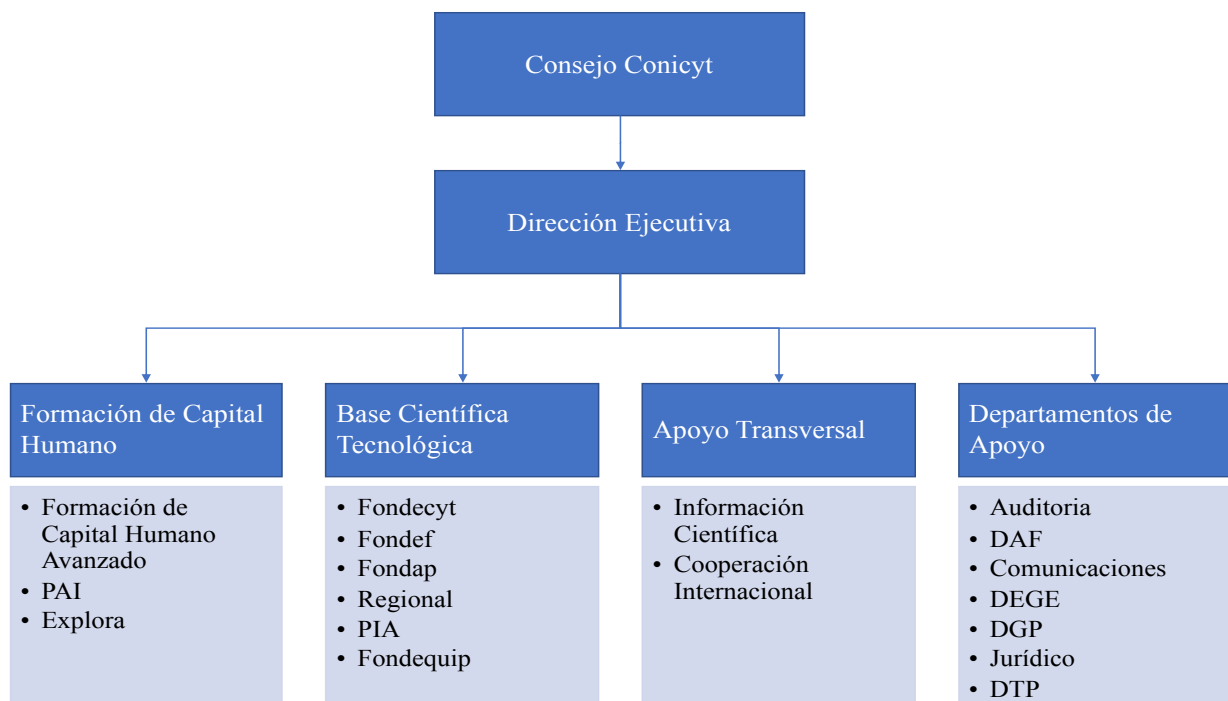 Consejo Conicyt
Dirección Ejecutiva
Formación de Capital
Humano
• Formación de
Capital Humano
Avanzado
• PAI
• Explora
Base Científica
Tecnológica
• Fondecyt
• Fondef
• Fondap
• Regional
• PIA
• Fondequip
Apoyo Transversal
• Información
Científica
• Cooperación
Internacional
Departamentos de
Apoyo
• Auditoria
• DAF
• Comunicaciones
• DEGE
• DGP
• Jurídico
• DTP